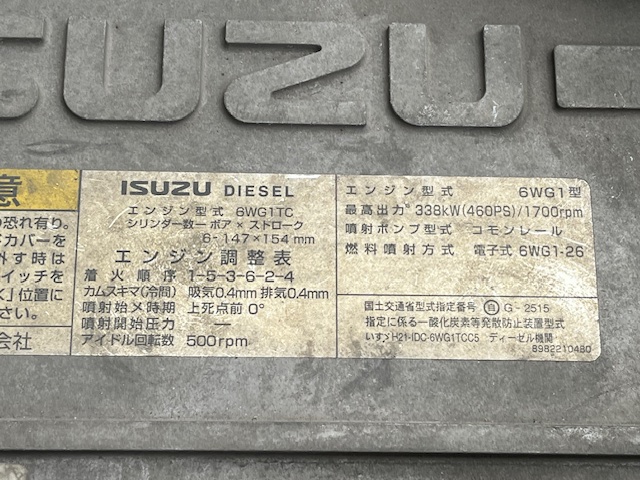 ISUZU
意
の恐れ有り。
ドカバーを
外す時は
スイッチを
く」位置に
さい。
会社
ISUZU DIESEL
エンジン型式 6WG1TC
シリンダー数ーボア×ストローク
6-147×154mm
エンジン調整表
着火順序 1-5-3-6-2-4
カムスキマ(冷間) 吸気0.4mm 排気0.4mm
噴射始メ時期 上死点前 0°
噴射開始圧力 ―
アイドル回転数 500rpm
エンジン型式 6WG1型
最高出力 338kW(460PS)/1700rpm
噴射ポンプ型式 コモンレール
燃料噴射方式 電子式 6WG1-26
国土交通省型式指定番号 自 G-2515
指定に係る一酸化炭素等発散防止装置型式
いすゞH21-IDC-6WG1TCC5 ディーゼル機関
8982210480